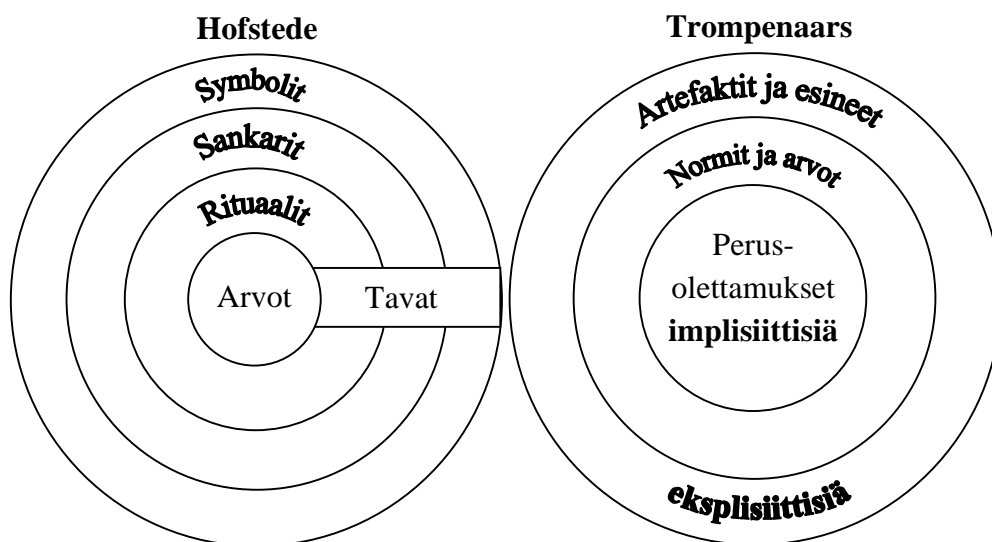 Hofstede
Symbolit
Sankarit
Rituaalit
Arvot
Tavat
Trompenaars
Artefaktit ja esineet
Normit ja arvot
Perus-
olettamukset
implisiittisiä
eksplisiittisiä